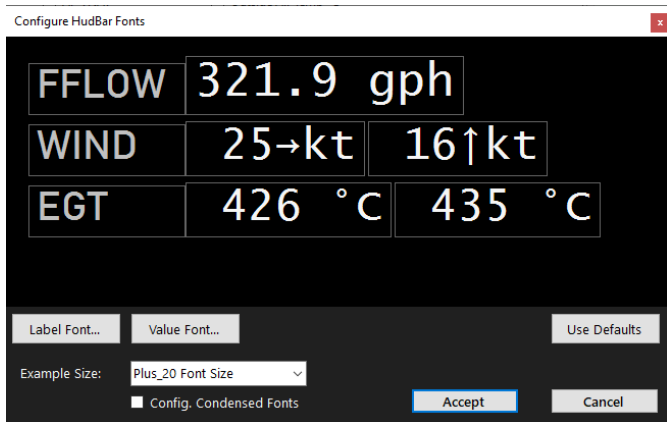 Configure HudBar Fonts x
FFLOW 321.9 gph
WIND 25→kt 16↑kt
EGT 426 °C 435 °C
Label Font... Value Font... Use Defaults
Example Size: Plus_20 Font Size
Config. Condensed Fonts Accept Cancel